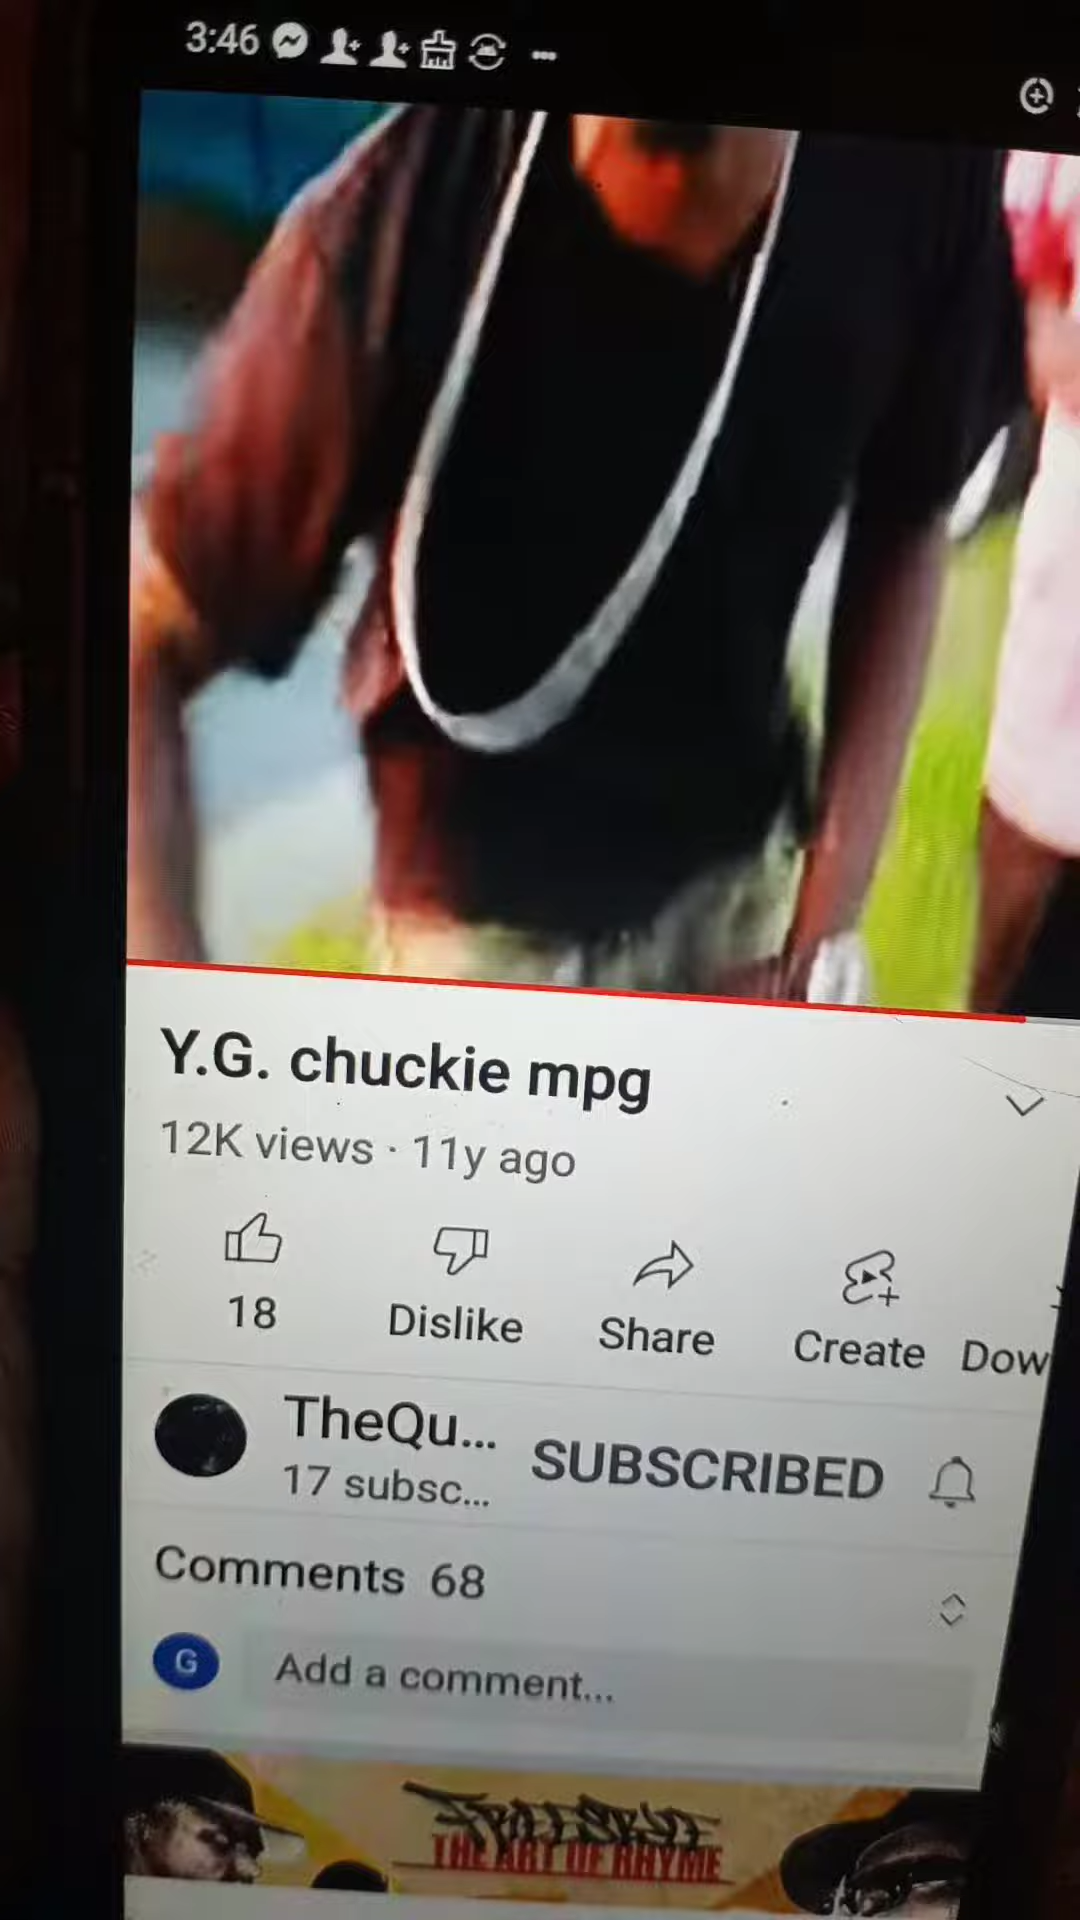 3:46
Y.G. chuckie mpg
12K views · 11y ago
18
Dislike
Share
Create
Dow
TheQu...
17 subsc...
SUBSCRIBED
Comments 68
G
Add a comment...
FREESTYLE
THE ART OF RHYME